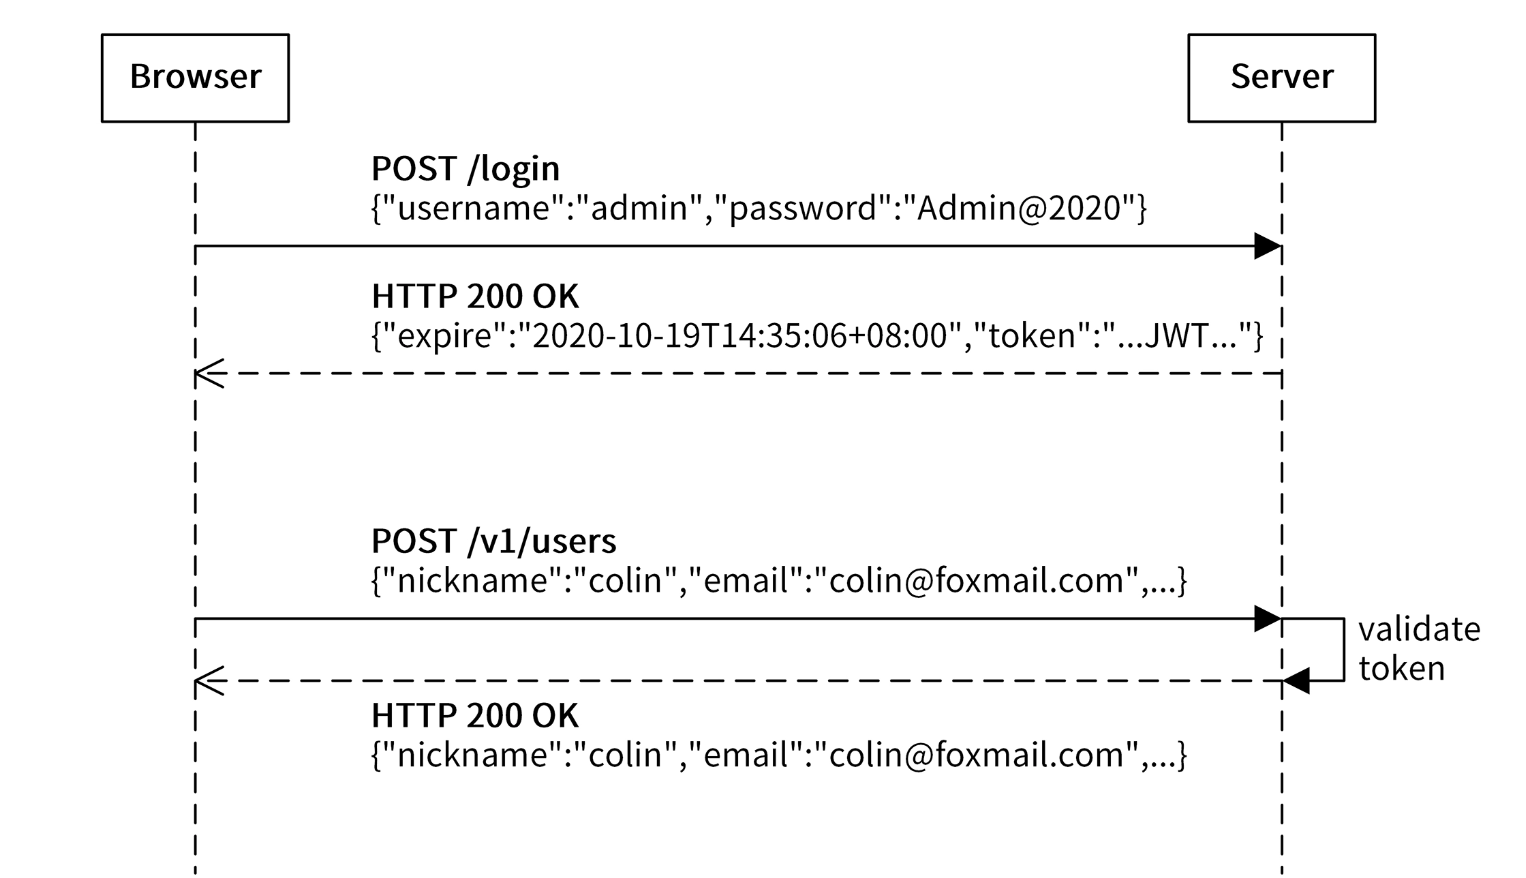 Browser
Server
POST /login
{"username":"admin","password":"Admin@2020"}
HTTP 200 OK
{"expire":"2020-10-19T14:35:06+08:00","token":"...JWT..."}
POST /v1/users
{"nickname":"colin","email":"colin@foxmail.com",...}
validate
token
HTTP 200 OK
{"nickname":"colin","email":"colin@foxmail.com",...}